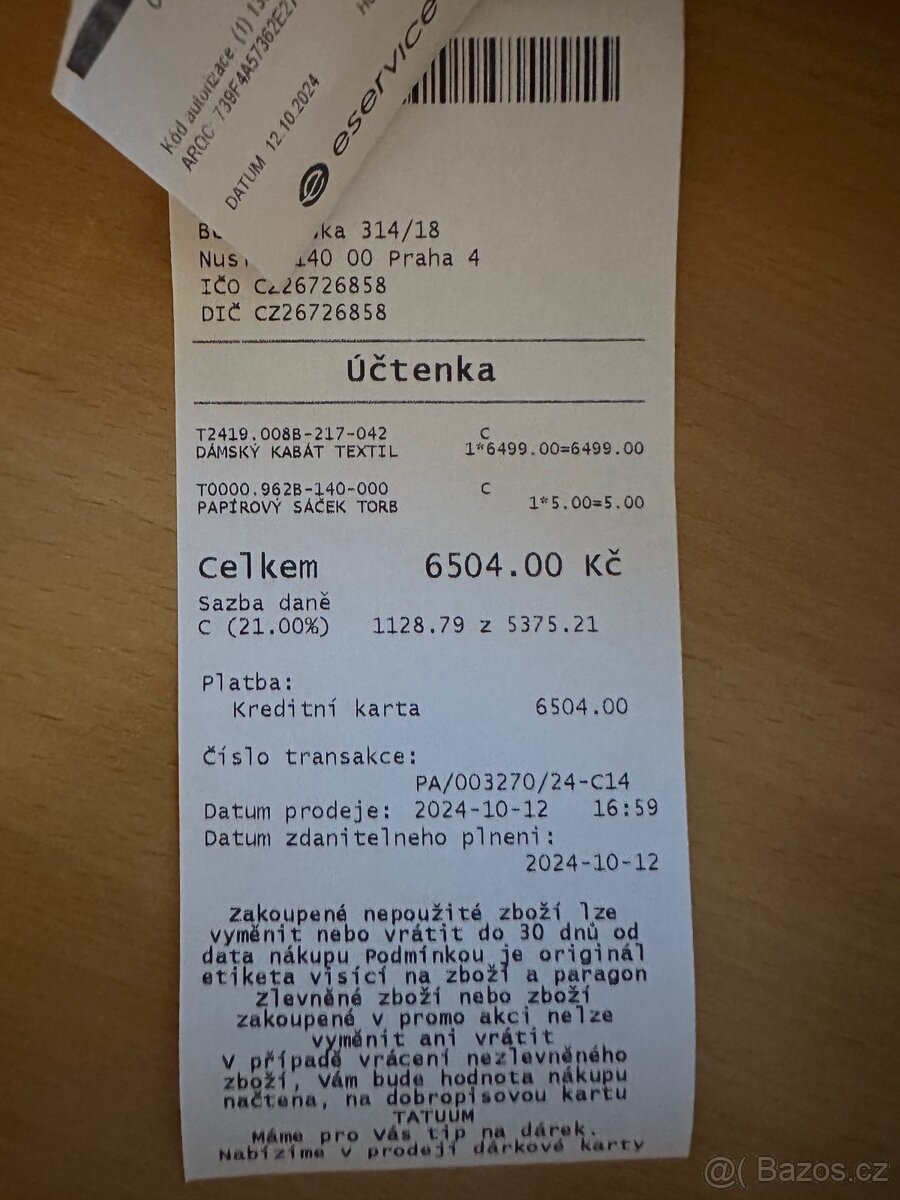 Kód autorizace (1)
ARQC
DATUM 12.10.2024
eservice
314/18
140 00 Praha 4
IČO CZ26726858
DIČ CZ26726858
Účtenka
T2419.008B-217-042 C
DÁMSKÝ KABÁT TEXTIL 1*6499.00=6499.00
T0000.962B-140-000 C
PAPÍROVÝ SÁČEK TORB 1*5.00=5.00
Celkem 6504.00 Kč
Sazba daně
C (21.00%) 1128.79 z 5375.21
Platba:
Kreditní karta 6504.00
Číslo transakce:
PA/003270/24-C14
Datum prodeje: 2024-10-12 16:59
Datum zdanitelneho plneni:
2024-10-12
Zakoupené nepoužité zboží lze
vyměnit nebo vrátit do 30 dnů od
data nákupu Podmínkou je originál
etiketa visící na zboží a paragon
Zlevněné zboží nebo zboží
zakoupené v promo akci nelze
vyměnit ani vrátit
V případě vrácení nezlevněného
zboží, Vám bude hodnota nákupu
načtena, na dobropisovou kartu
TATUUM
Máme pro Vás tip na dárek.
Nabízíme v prodeji dárkové karty
@( Bazos.cz